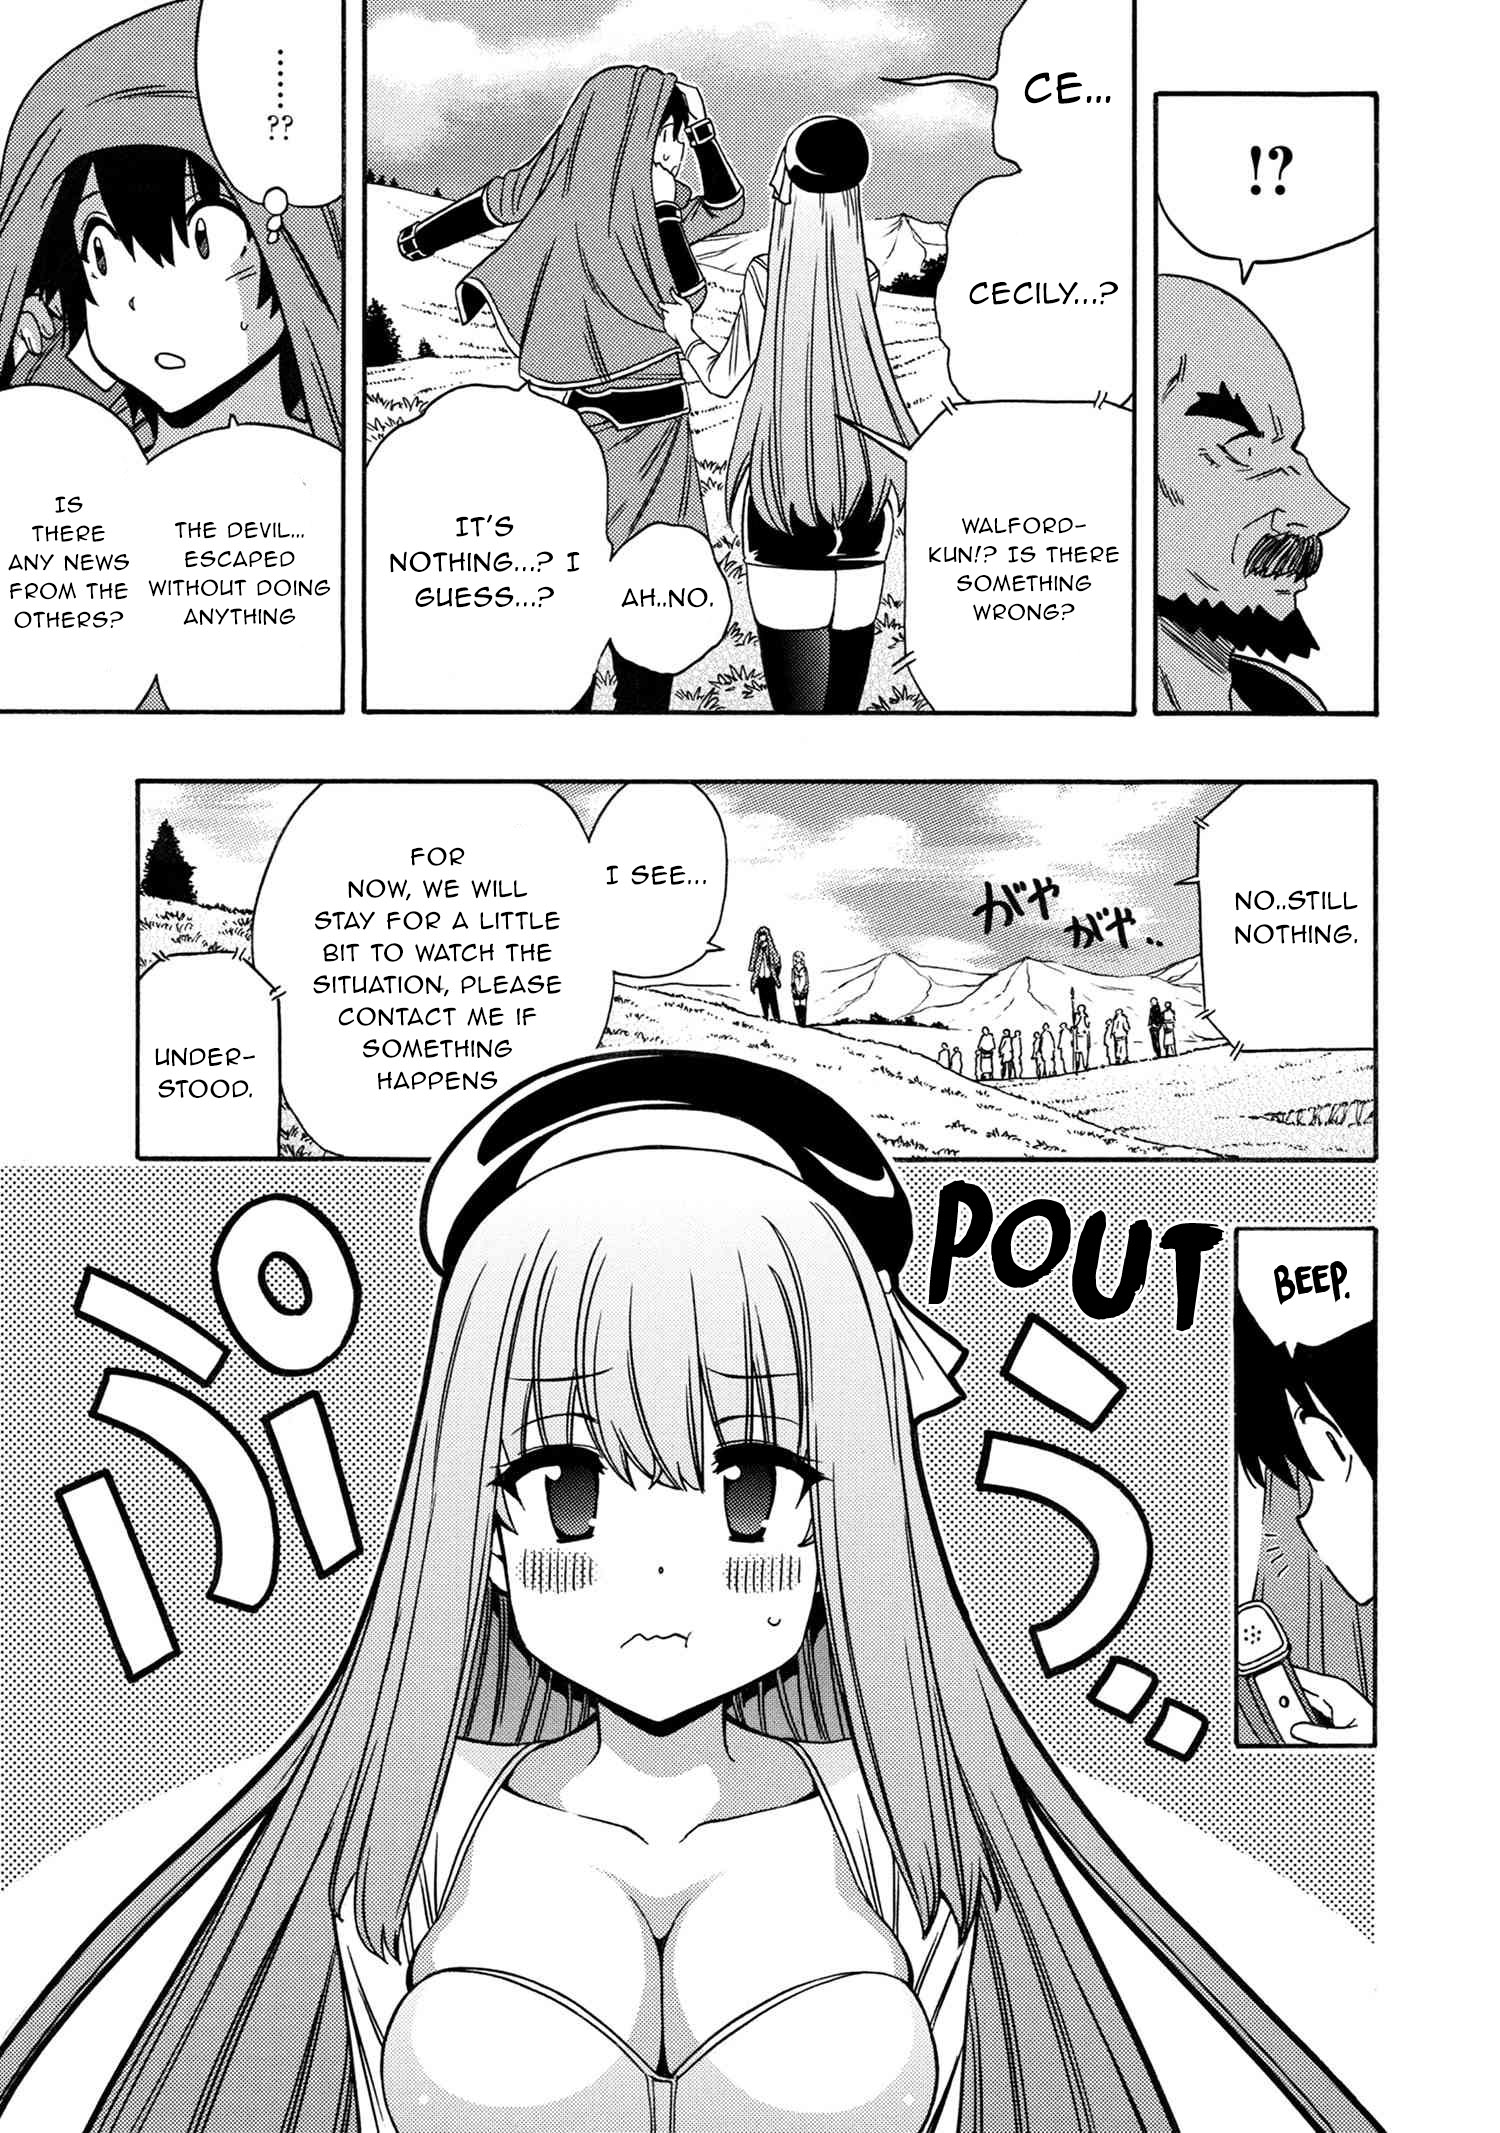 !?
CE...
CECILY...?
WALFORD-
KUN!? IS THERE
SOMETHING
WRONG?
AH..NO.
IT'S
NOTHING...? I
GUESS...?
......
??
THE DEVIL...
ESCAPED
WITHOUT DOING
ANYTHING
IS
THERE
ANY NEWS
FROM THE
OTHERS?
NO..STILL
NOTHING.
がや
がや..
I SEE...
FOR
NOW, WE WILL
STAY FOR A LITTLE
BIT TO WATCH THE
SITUATION, PLEASE
CONTACT ME IF
SOMETHING
HAPPENS
UNDER-
STOOD.
BEEP.
POUT
ぷう...